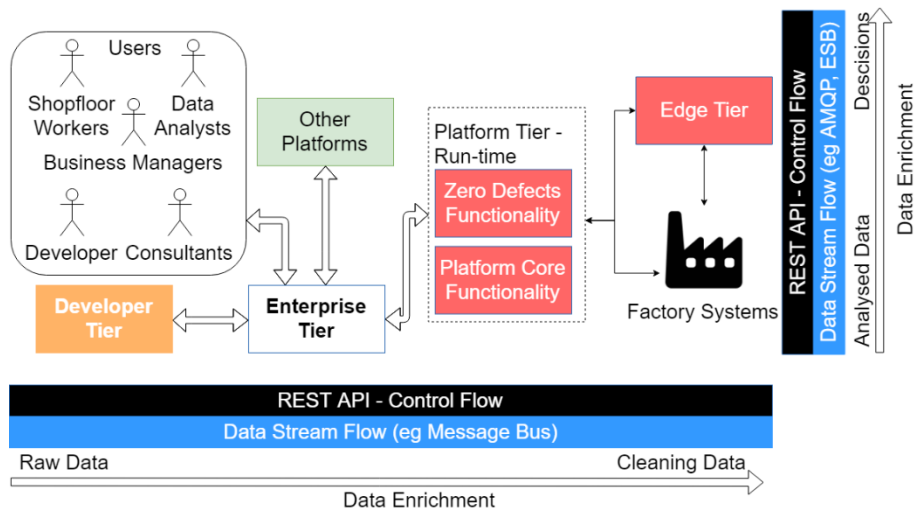 Users
Shopfloor
Workers
Data
Analysts
Business Managers
Developer
Consultants
Other
Platforms
Developer
Tier
Enterprise
Tier
Platform Tier -
Run-time
Zero Defects
Functionality
Platform Core
Functionality
Edge Tier
Factory Systems
REST API - Control Flow
Data Stream Flow (eg AMQP, ESB)
Analysed Data
Descisions
Data Enrichment
REST API - Control Flow
Data Stream Flow (eg Message Bus)
Raw Data
Cleaning Data
Data Enrichment